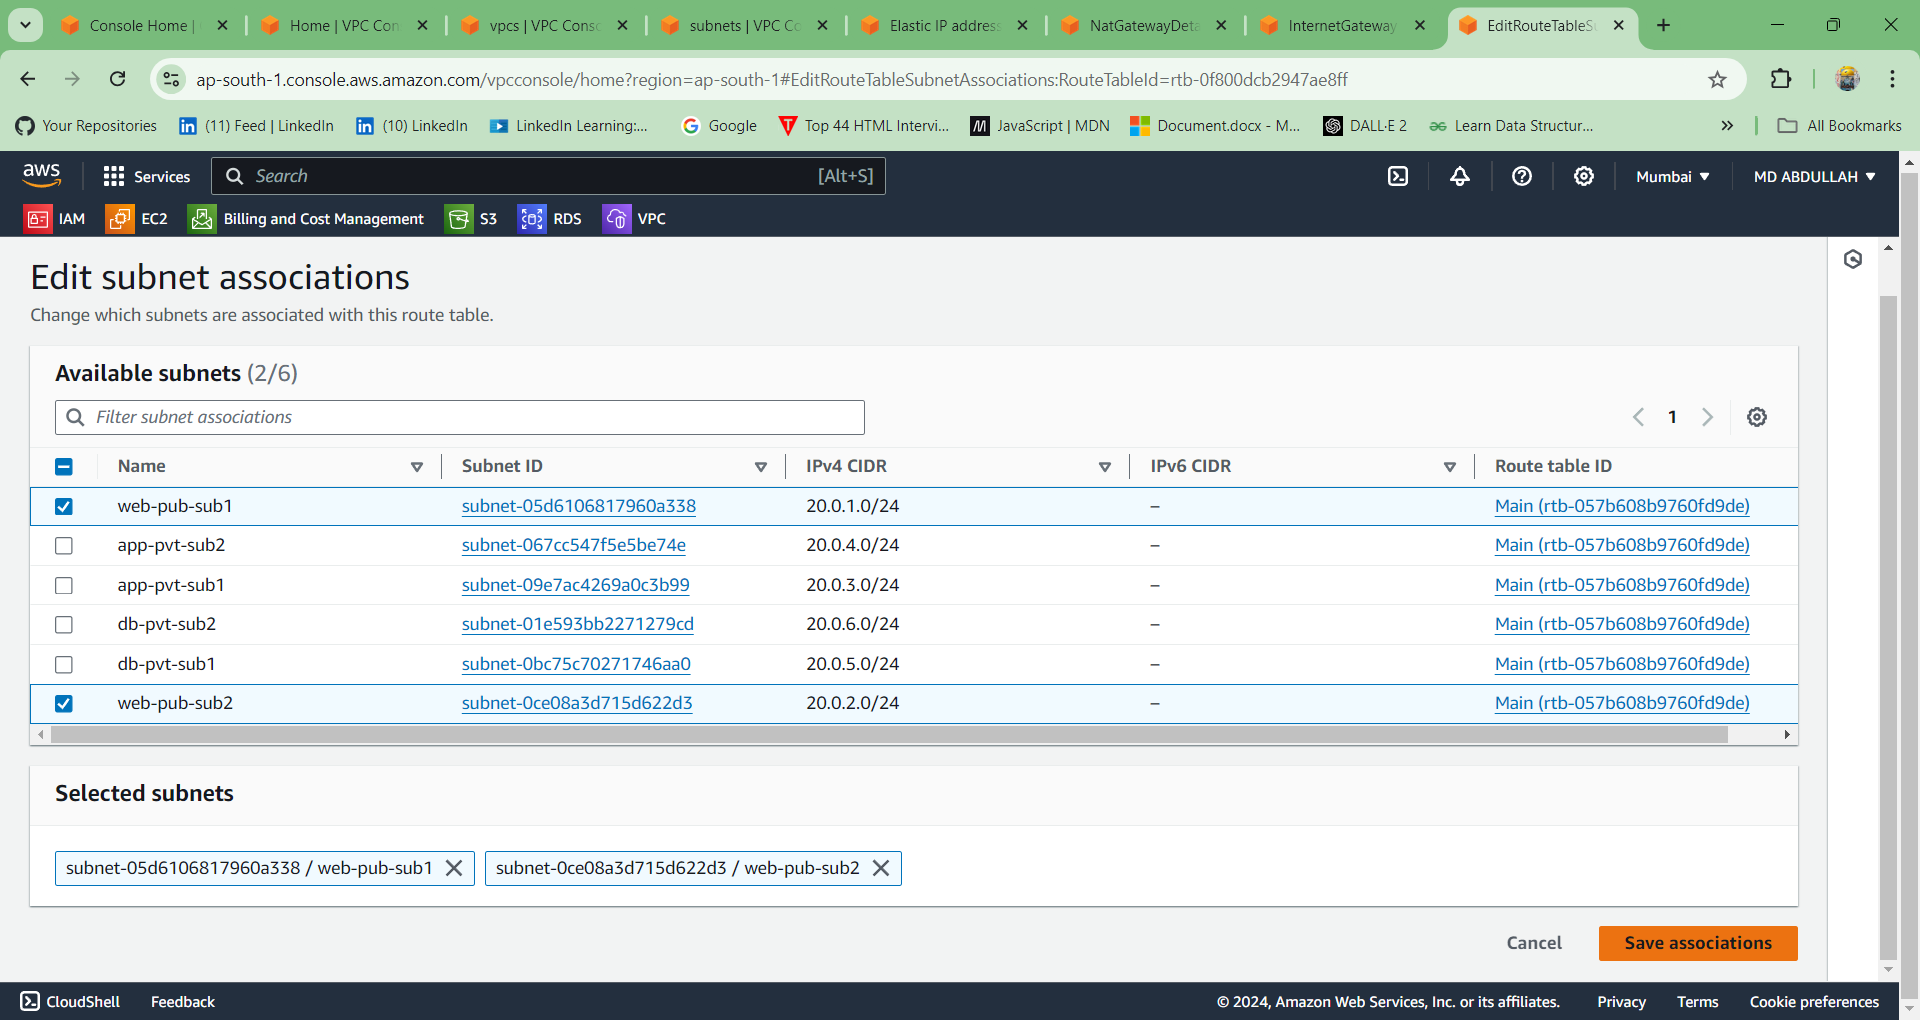 Console Home |
Home | VPC Con
vpcs | VPC Conso
subnets | VPC Co
Elastic IP address
NatGatewayDeta
InternetGateway
EditRouteTableSu
ap-south-1.console.aws.amazon.com/vpcconsole/home?region=ap-south-1#EditRouteTableSubnetAssociations:RouteTableId=rtb-0f800dcb2947ae8ff
Your Repositories
(11) Feed | LinkedIn
(10) LinkedIn
LinkedIn Learning:...
Google
Top 44 HTML Intervi...
JavaScript | MDN
Document.docx - M...
DALL·E 2
Learn Data Structur...
All Bookmarks
aws
Services
Search
[Alt+S]
Mumbai
MD ABDULLAH
IAM
EC2
Billing and Cost Management
S3
RDS
VPC
Edit subnet associations
Change which subnets are associated with this route table.
Available subnets (2/6)
Filter subnet associations
1
Name Subnet ID IPv4 CIDR IPv6 CIDR Route table ID
web-pub-sub1 subnet-05d6106817960a338 20.0.1.0/24 – Main (rtb-057b608b9760fd9de)
app-pvt-sub2 subnet-067cc547f5e5be74e 20.0.4.0/24 – Main (rtb-057b608b9760fd9de)
app-pvt-sub1 subnet-09e7ac4269a0c3b99 20.0.3.0/24 – Main (rtb-057b608b9760fd9de)
db-pvt-sub2 subnet-01e593bb2271279cd 20.0.6.0/24 – Main (rtb-057b608b9760fd9de)
db-pvt-sub1 subnet-0bc75c70271746aa0 20.0.5.0/24 – Main (rtb-057b608b9760fd9de)
web-pub-sub2 subnet-0ce08a3d715d622d3 20.0.2.0/24 – Main (rtb-057b608b9760fd9de)
Selected subnets
subnet-05d6106817960a338 / web-pub-sub1
subnet-0ce08a3d715d622d3 / web-pub-sub2
Cancel
Save associations
CloudShell
Feedback
© 2024, Amazon Web Services, Inc. or its affiliates.
Privacy
Terms
Cookie preferences